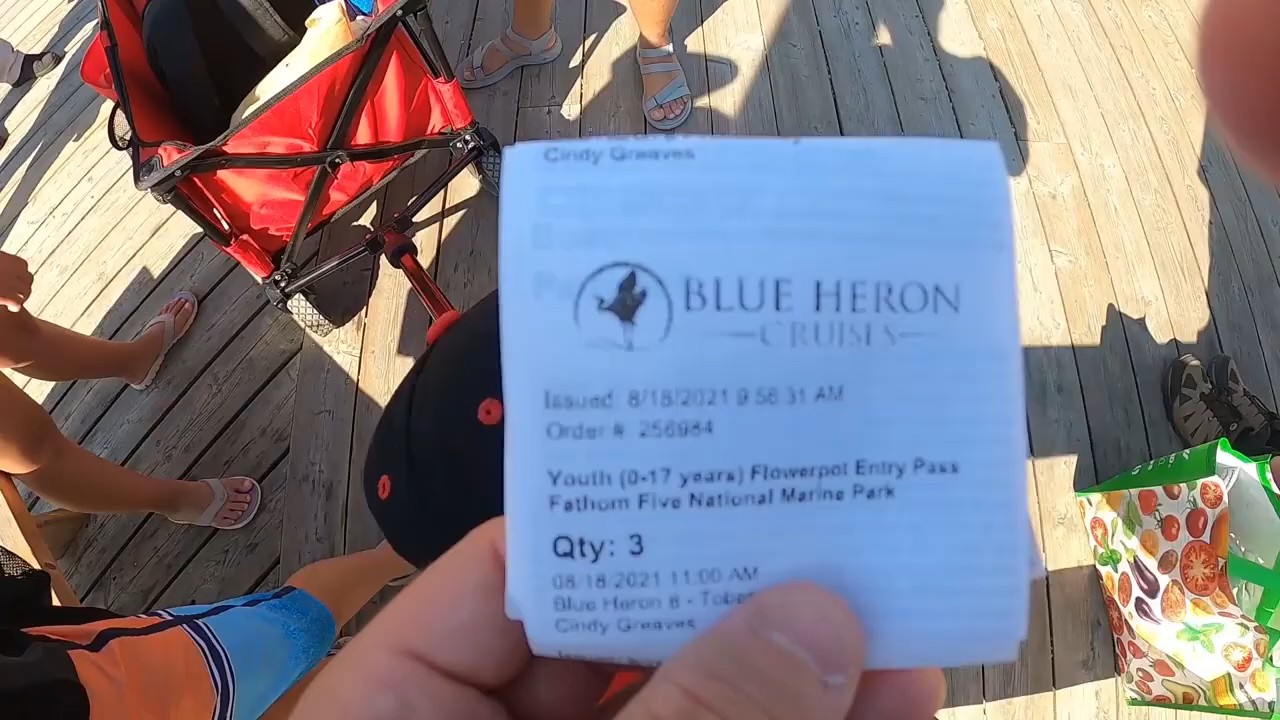 Cindy Greaves
BLUE HERON
CRUISES
Issued: 8/18/2021 9:56:31 AM
Order #: 256984
Youth (0-17 years) Flowerpot Entry Pass
Fathom Five National Marine Park
Qty: 3
08/18/2021 11:00 AM
Blue Heron 8 -
Cindy Greaves